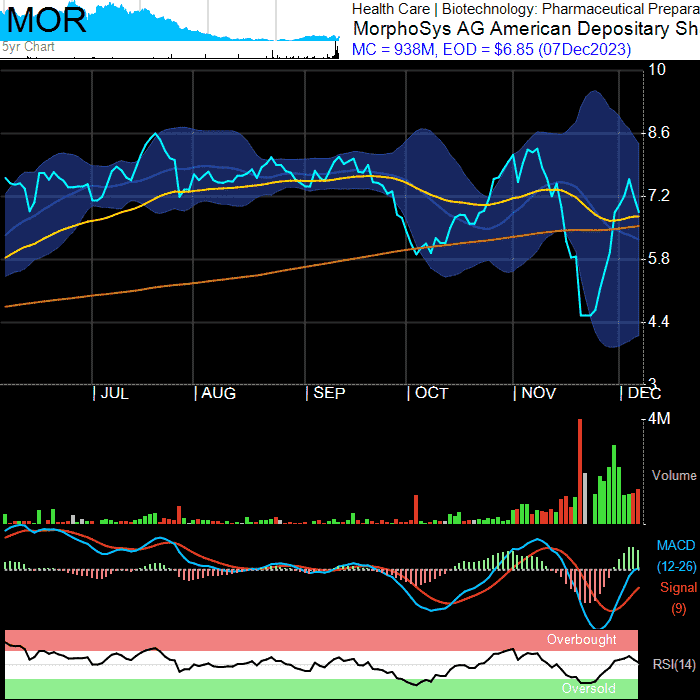 MOR
5yr Chart
Health Care | Biotechnology: Pharmaceutical Prepara
MorphoSys AG American Depositary Sh
MC = 938M, EOD = $6.85 (07Dec2023)
10
8.6
7.2
5.8
4.4
3
JUL AUG SEP OCT NOV DEC
4M
Volume
MACD
(12-26)
Signal
(9)
Overbought
RSI(14)
Oversold